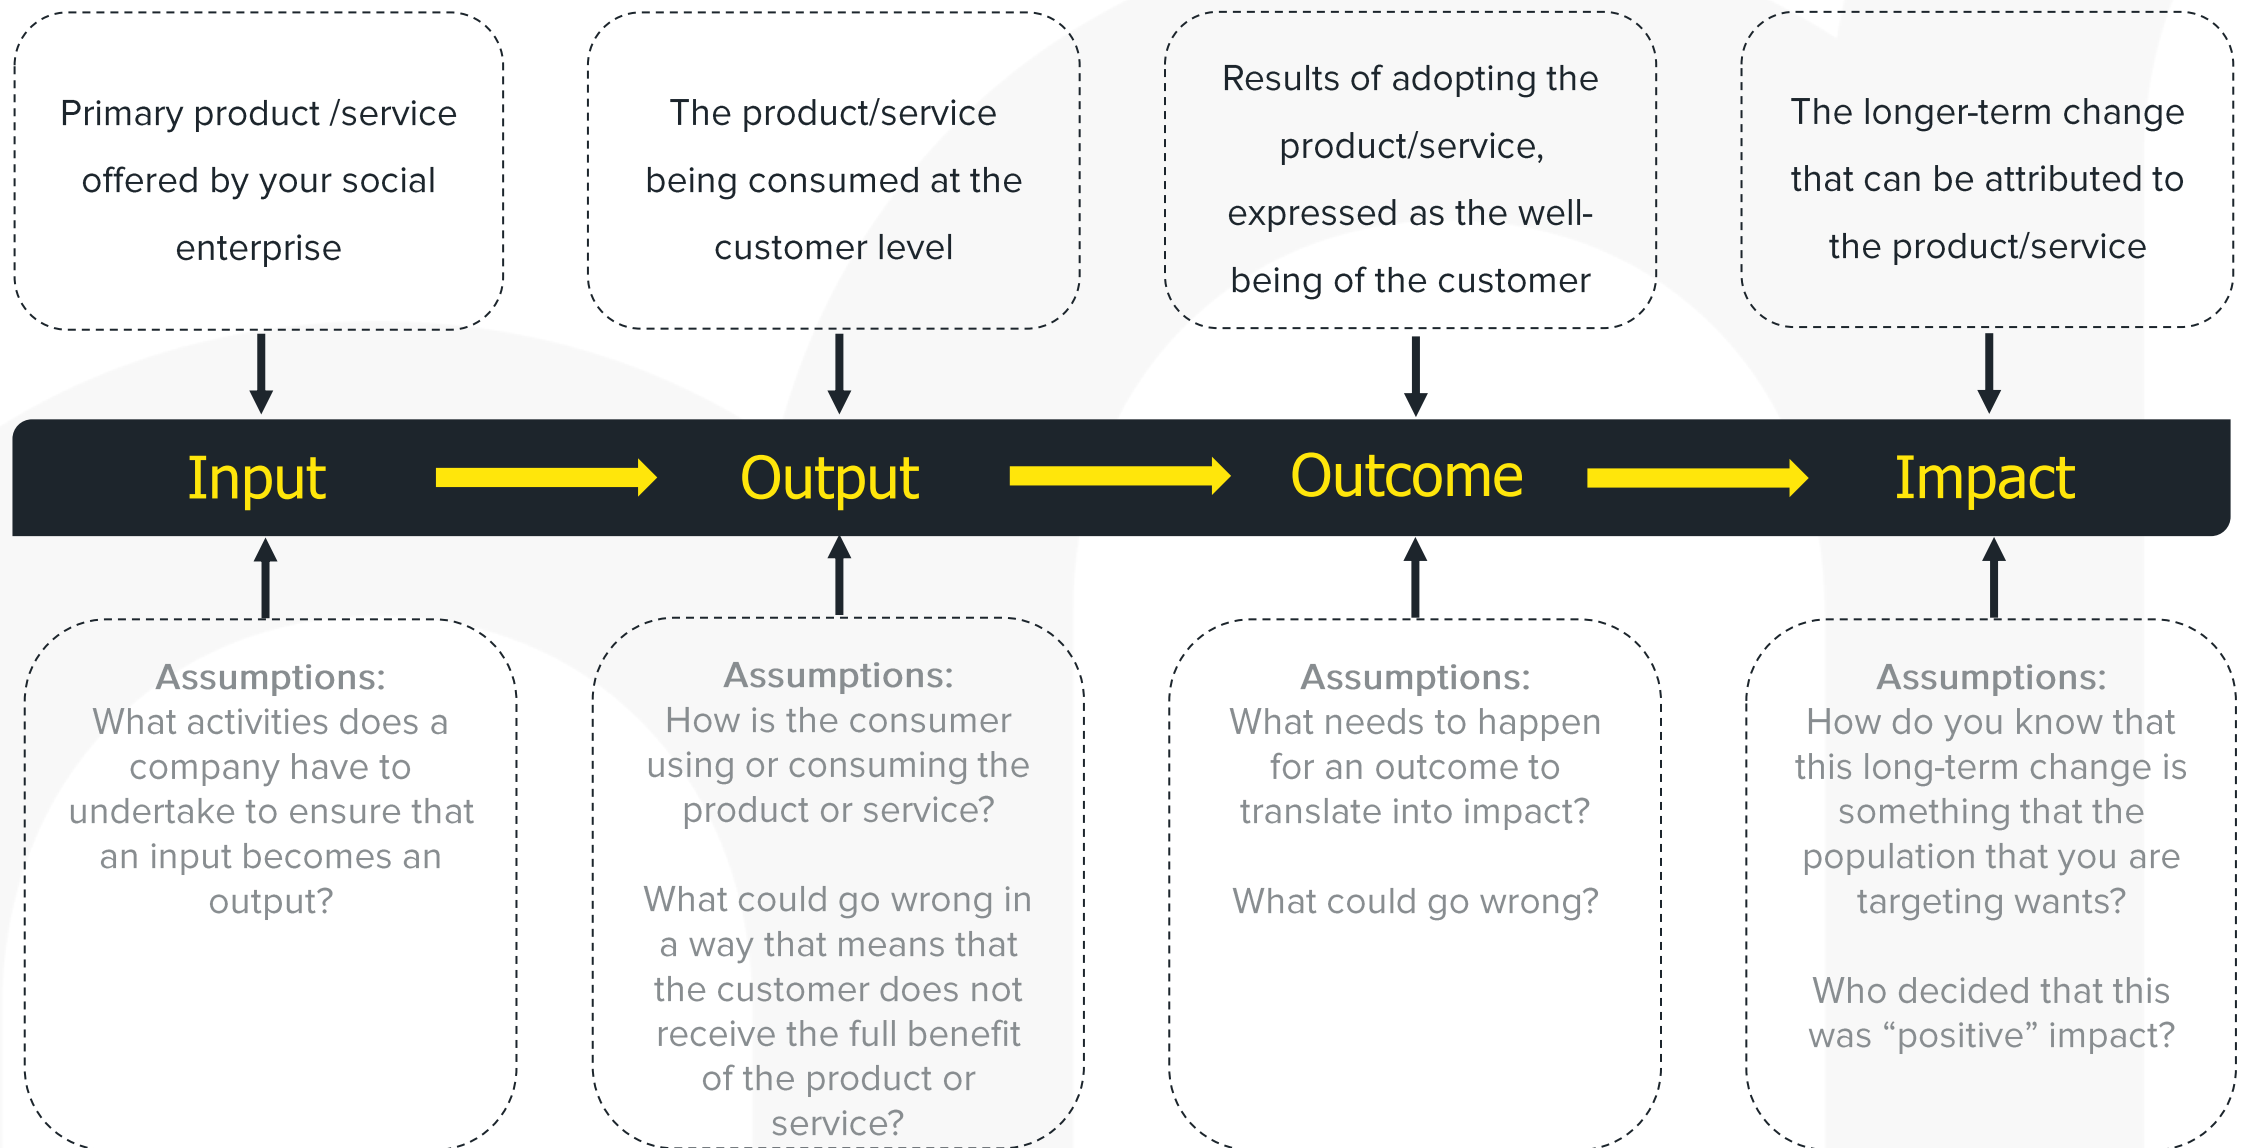 Primary product /service
offered by your social
enterprise
The product/service
being consumed at the
customer level
Results of adopting the
product/service,
expressed as the well-
being of the customer
The longer-term change
that can be attributed to
the product/service
Input
Output
Outcome
Impact
Assumptions:
What activities does a
company have to
undertake to ensure that
an input becomes an
output?
Assumptions:
How is the consumer
using or consuming the
product or service?
What could go wrong in
a way that means that
the customer does not
receive the full benefit
of the product or
service?
Assumptions:
What needs to happen
for an outcome to
translate into impact?
What could go wrong?
Assumptions:
How do you know that
this long-term change is
something that the
population that you are
targeting wants?
Who decided that this
was “positive” impact?